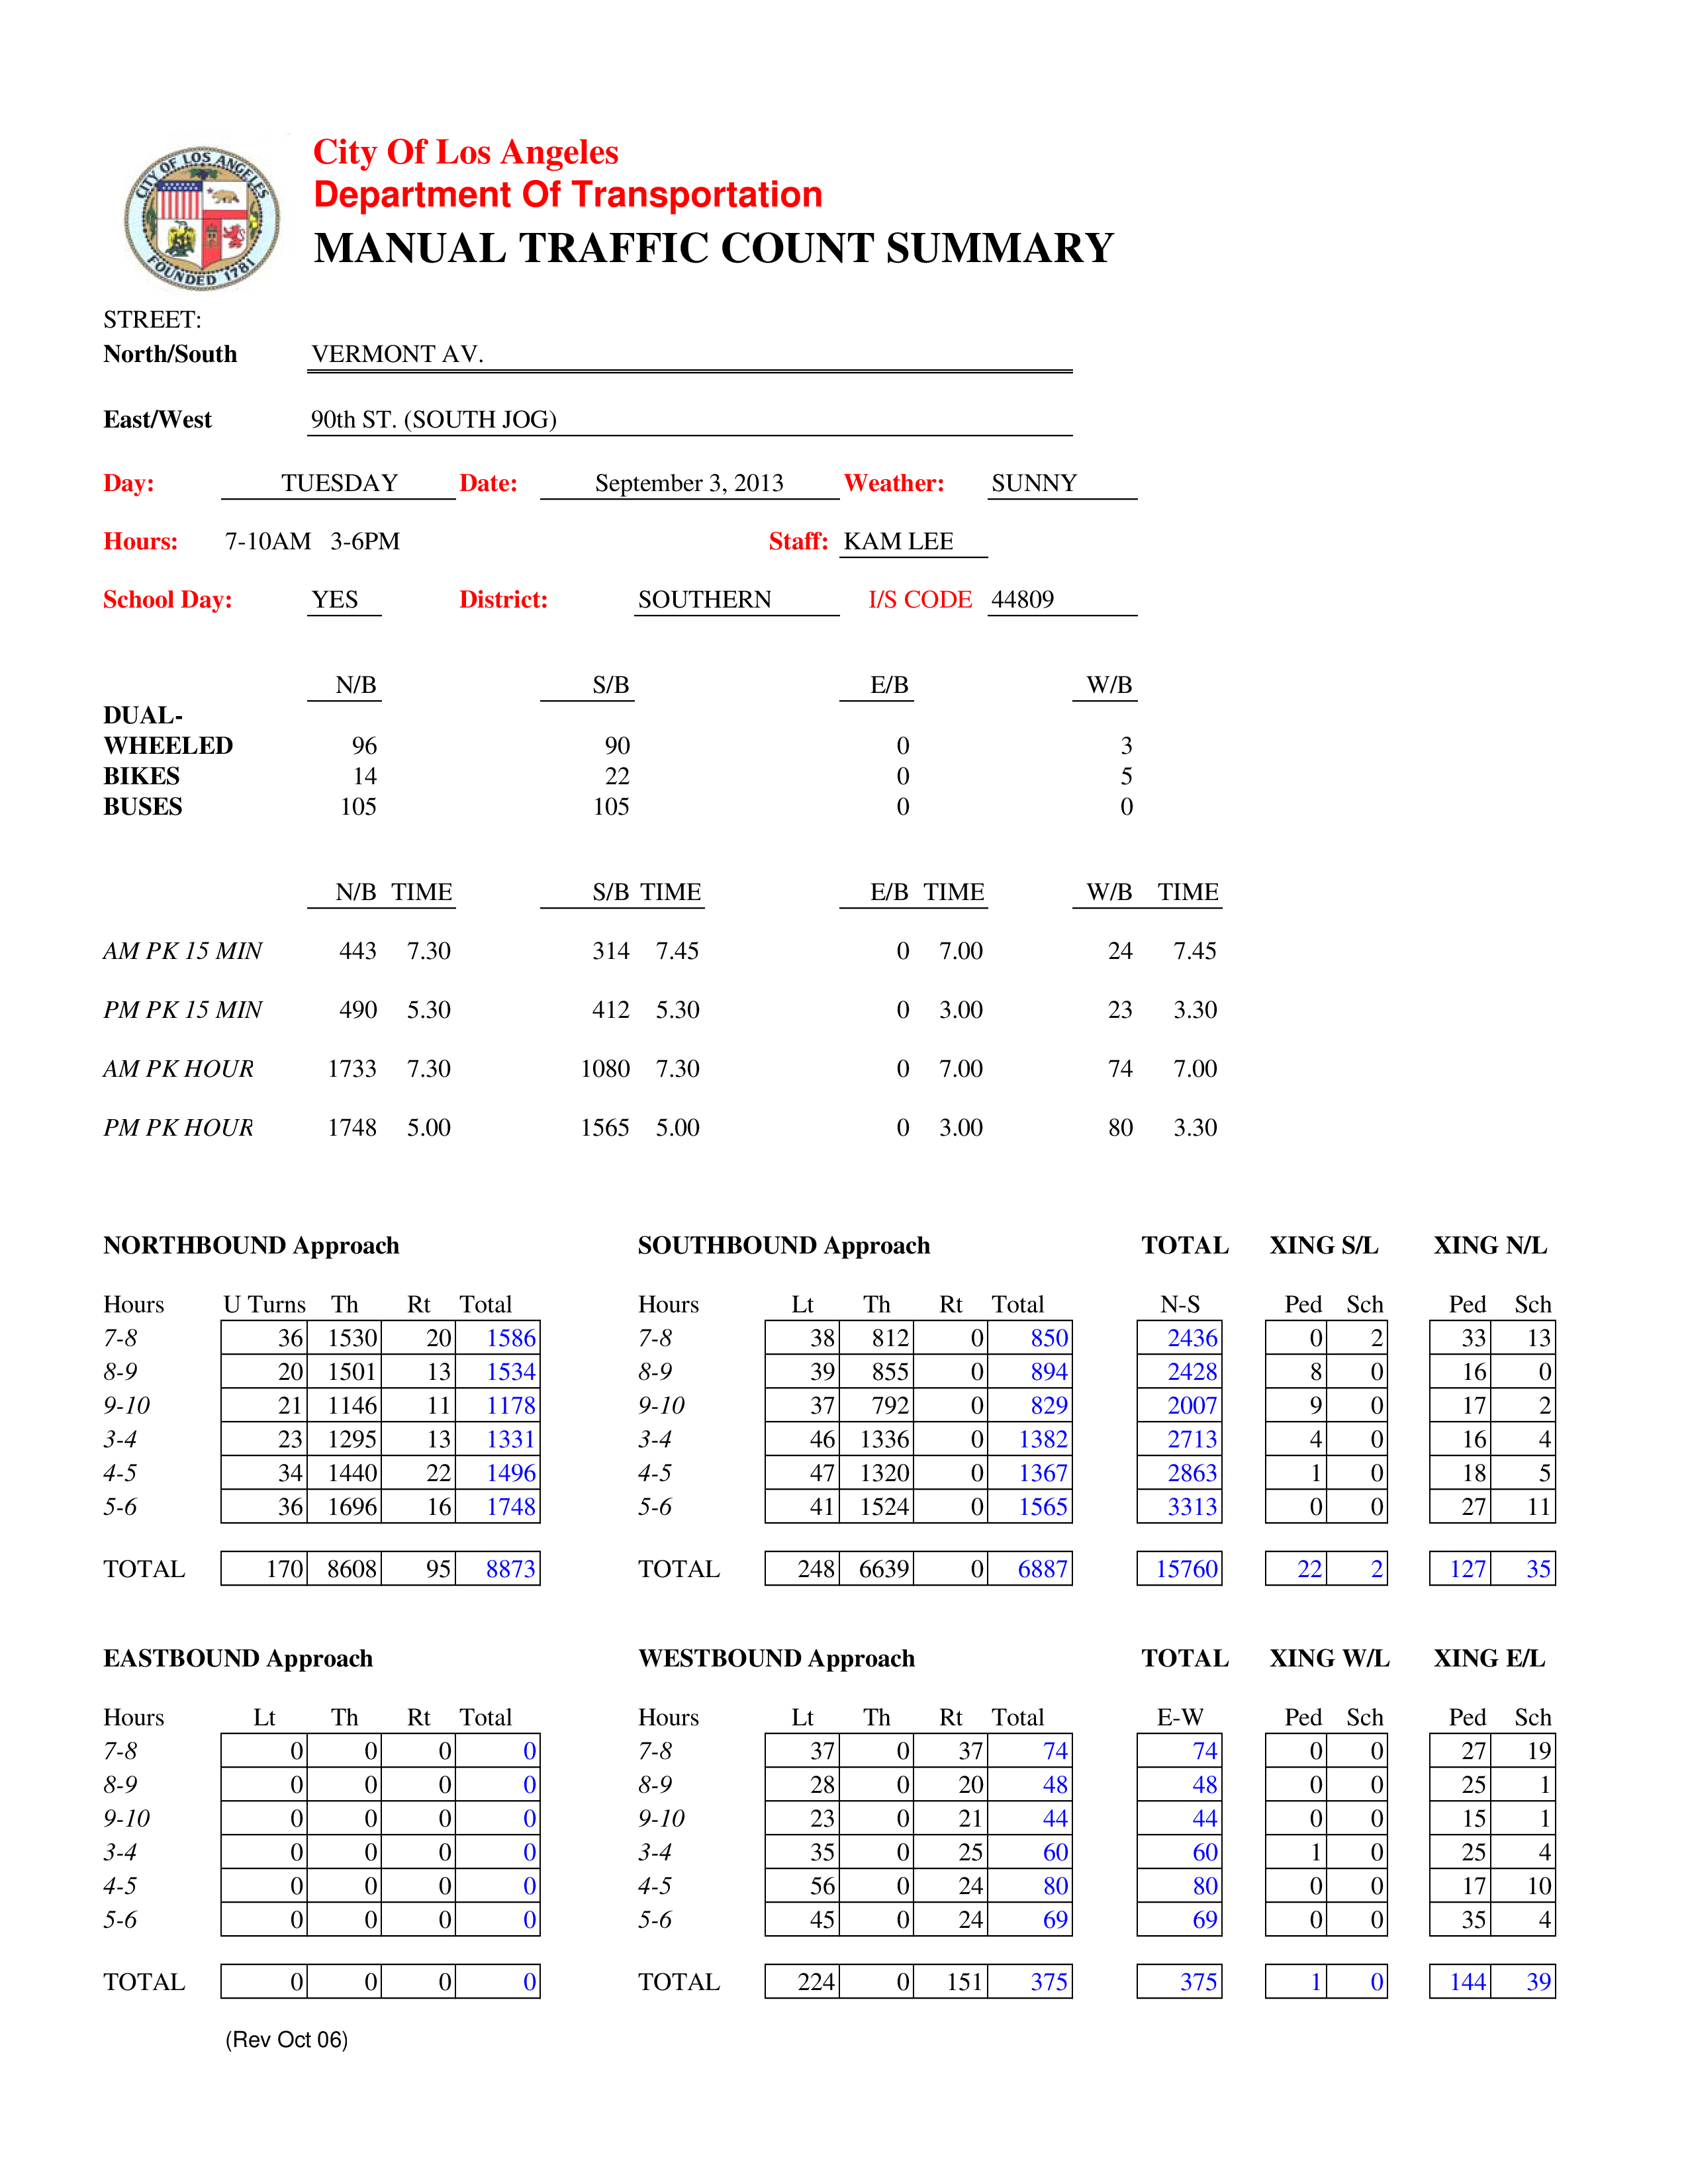 CITY OF LOS ANGELES
FOUNDED 1781
City Of Los Angeles
Department Of Transportation
MANUAL TRAFFIC COUNT SUMMARY
STREET:
North/South VERMONT AV.
East/West 90th ST. (SOUTH JOG)
Day: TUESDAY Date: September 3, 2013 Weather: SUNNY
Hours: 7-10AM 3-6PM Staff: KAM LEE
School Day: YES District: SOUTHERN I/S CODE 44809
N/B S/B E/B W/B
DUAL-
WHEELED 96 90 0 3
BIKES 14 22 0 5
BUSES 105 105 0 0
N/B TIME S/B TIME E/B TIME W/B TIME
AM PK 15 MIN 443 7.30 314 7.45 0 7.00 24 7.45
PM PK 15 MIN 490 5.30 412 5.30 0 3.00 23 3.30
AM PK HOUR 1733 7.30 1080 7.30 0 7.00 74 7.00
PM PK HOUR 1748 5.00 1565 5.00 0 3.00 80 3.30
NORTHBOUND Approach SOUTHBOUND Approach TOTAL XING S/L XING N/L
Hours U Turns Th Rt Total Hours Lt Th Rt Total N-S Ped Sch Ped Sch
7-8 36 1530 20 1586 7-8 38 812 0 850 2436 0 2 33 13
8-9 20 1501 13 1534 8-9 39 855 0 894 2428 8 0 16 0
9-10 21 1146 11 1178 9-10 37 792 0 829 2007 9 0 17 2
3-4 23 1295 13 1331 3-4 46 1336 0 1382 2713 4 0 16 4
4-5 34 1440 22 1496 4-5 47 1320 0 1367 2863 1 0 18 5
5-6 36 1696 16 1748 5-6 41 1524 0 1565 3313 0 0 27 11
TOTAL 170 8608 95 8873 TOTAL 248 6639 0 6887 15760 22 2 127 35
EASTBOUND Approach WESTBOUND Approach TOTAL XING W/L XING E/L
Hours Lt Th Rt Total Hours Lt Th Rt Total E-W Ped Sch Ped Sch
7-8 0 0 0 0 7-8 37 0 37 74 74 0 0 27 19
8-9 0 0 0 0 8-9 28 0 20 48 48 0 0 25 1
9-10 0 0 0 0 9-10 23 0 21 44 44 0 0 15 1
3-4 0 0 0 0 3-4 35 0 25 60 60 1 0 25 4
4-5 0 0 0 0 4-5 56 0 24 80 80 0 0 17 10
5-6 0 0 0 0 5-6 45 0 24 69 69 0 0 35 4
TOTAL 0 0 0 0 TOTAL 224 0 151 375 375 1 0 144 39
(Rev Oct 06)